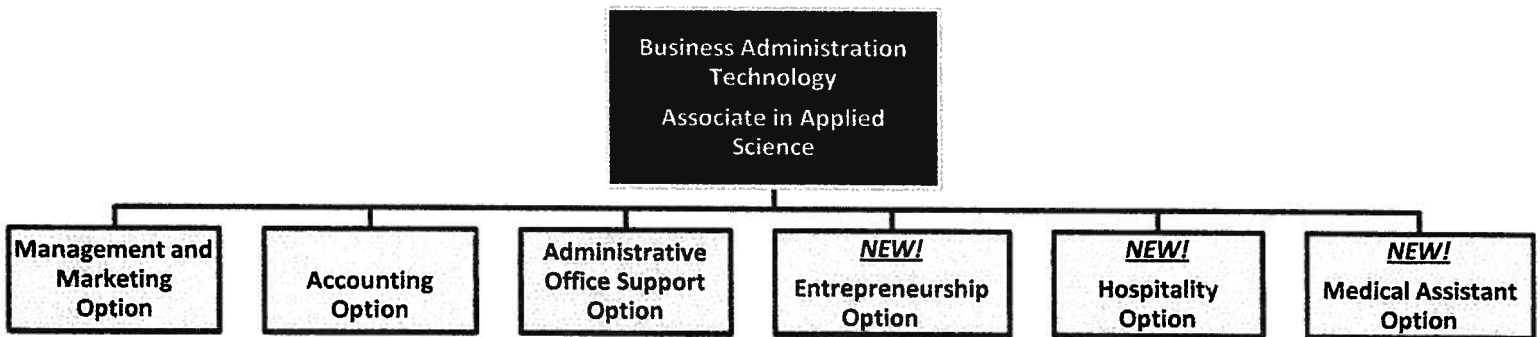 Business Administration
Technology
Associate in Applied
Science
Management and
Marketing
Option
Accounting
Option
Administrative
Office Support
Option
NEW!
Entrepreneurship
Option
NEW!
Hospitality
Option
NEW!
Medical Assistant
Option